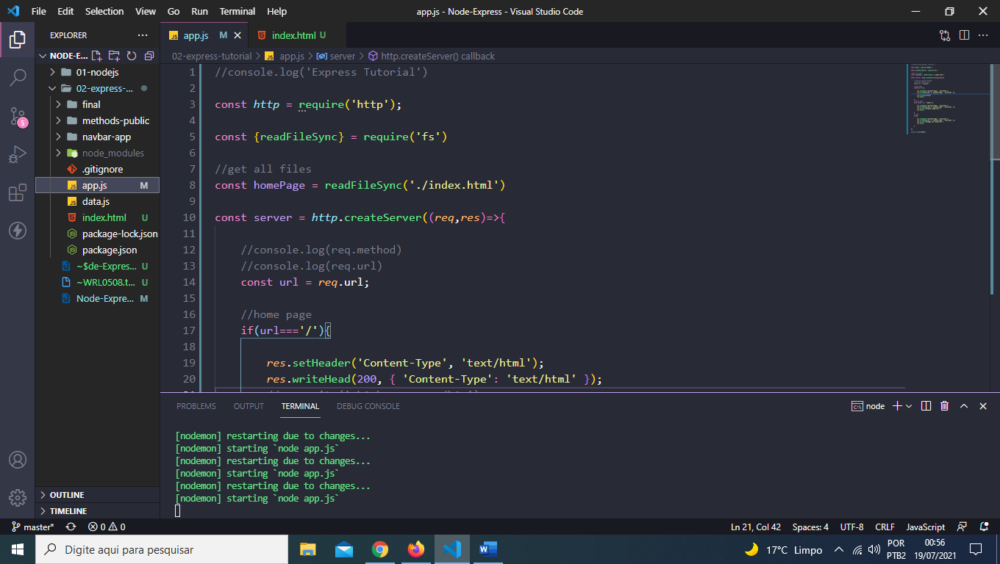 File Edit Selection View Go Run Terminal Help
app.js - Node-Express - Visual Studio Code
EXPLORER
NODE-E...
01-nodejs
02-express-...
final
methods-public
navbar-app
node_modules
.gitignore
app.js M
data.js
index.html U
package-lock.json
package.json
~$de-Expres... U
~WRL0508.t... U
Node-Expre... M
OUTLINE
TIMELINE
5
JS app.js M
index.html U
02-express-tutorial > JS app.js > server > http.createServer() callback
1 //console.log('Express Tutorial')
2
3 const http = require('http');
4
5 const {readFileSync} = require('fs')
6
7 //get all files
8 const homePage = readFileSync('./index.html')
9
10 const server = http.createServer((req,res)=>{
11
12 //console.log(req.method)
13 //console.log(req.url)
14 const url = req.url;
15
16 //home page
17 if(url==='/'){
18
19 res.setHeader('Content-Type', 'text/html');
20 res.writeHead(200, { 'Content-Type': 'text/html' });
PROBLEMS OUTPUT TERMINAL DEBUG CONSOLE
node
[nodemon] restarting due to changes...
[nodemon] starting `node app.js`
[nodemon] restarting due to changes...
[nodemon] starting `node app.js`
[nodemon] restarting due to changes...
[nodemon] starting `node app.js`
master* 0 0
Ln 21, Col 42 Spaces: 4 UTF-8 CRLF JavaScript
Digite aqui para pesquisar
17°C Limpo
POR
PTB2
00:56
19/07/2021